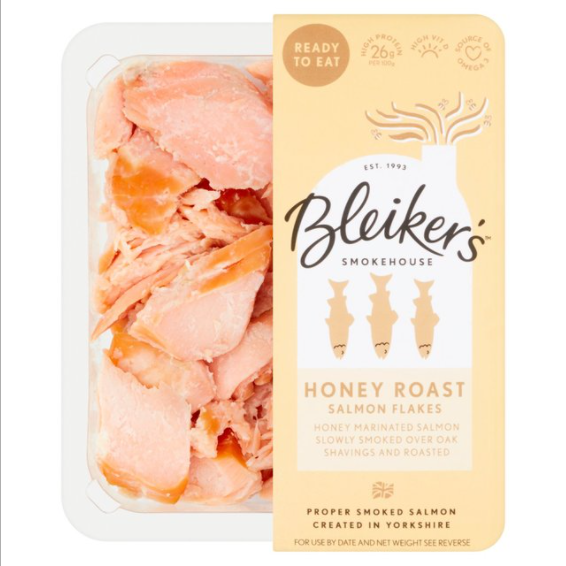 READY
TO EAT
HIGH PROTEIN
26g
PER 100g
HIGH VIT D
SOURCE OF
OMEGA 3
EST. 1993
Bleiker's™
SMOKEHOUSE
HONEY ROAST
SALMON FLAKES
HONEY MARINATED SALMON
SLOWLY SMOKED OVER OAK
SHAVINGS AND ROASTED
PROPER SMOKED SALMON
CREATED IN YORKSHIRE
FOR USE BY DATE AND NET WEIGHT SEE REVERSE